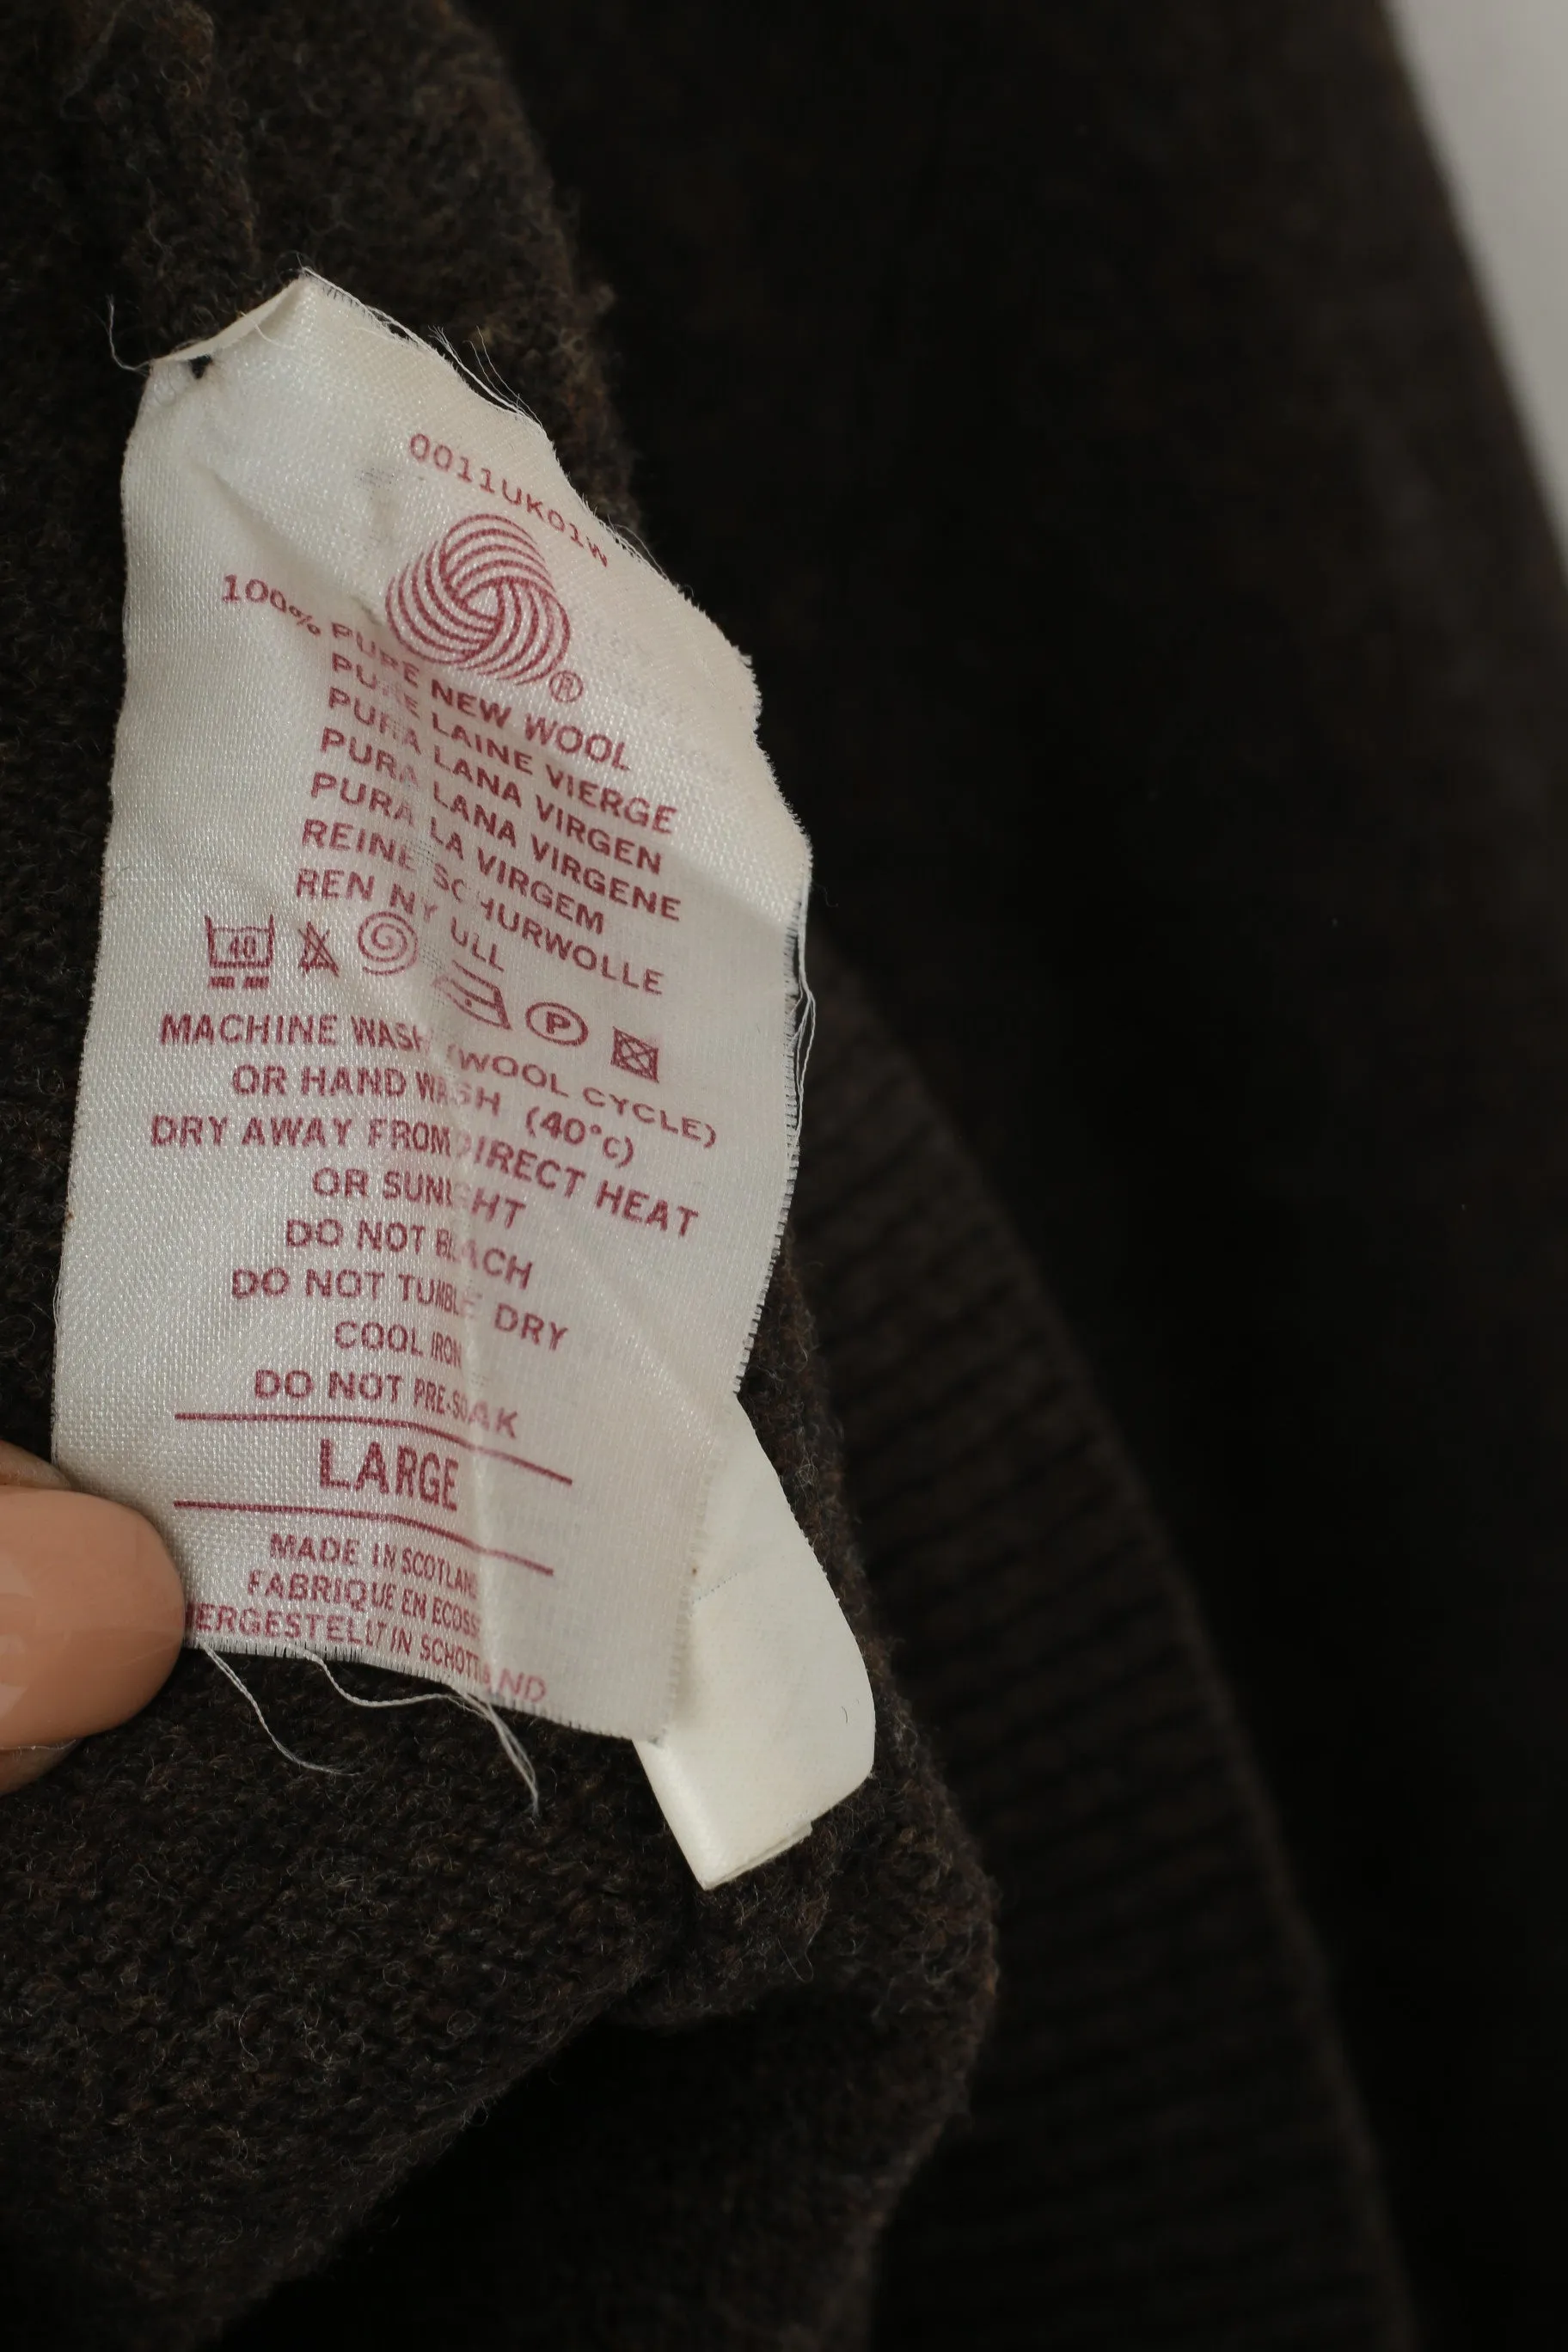 0011UK01W
®
100% PURE NEW WOOL
PURE LAINE VIERGE
PURA LANA VIRGEN
PURA LANA VIRGENE
PURA LA VIRGEM
REINE SCHURWOLLE
REN NY ULL
40
P
MACHINE WASH (WOOL CYCLE)
OR HAND WASH (40°C)
DRY AWAY FROM DIRECT HEAT
OR SUNLIGHT
DO NOT BLEACH
DO NOT TUMBLE DRY
COOL IRON
DO NOT PRE-SOAK
LARGE
MADE IN SCOTLAND
FABRIQUE EN ECOSSE
HERGESTELLT IN SCHOTTLAND